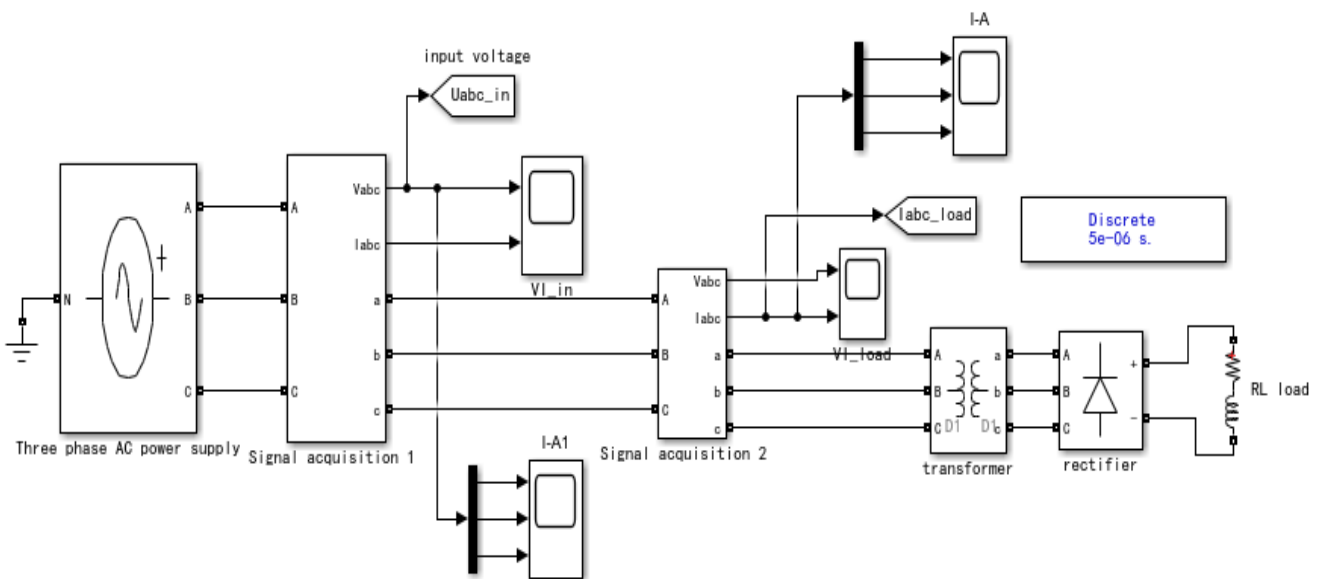 I-A
input voltage
Uabc_in
Vabc
A
A
Iabc
Iabc_load
Discrete
5e-06 s.
N
B
B
a
VI_in
A
Vabc
Iabc
b
B
a
VI_load
A
a
A
+
C
C
c
C
b
B
b
B
-
RL load
c
C
D1
D1
c
C
Three phase AC power supply
Signal acquisition 1
I-A1
Signal acquisition 2
transformer
rectifier